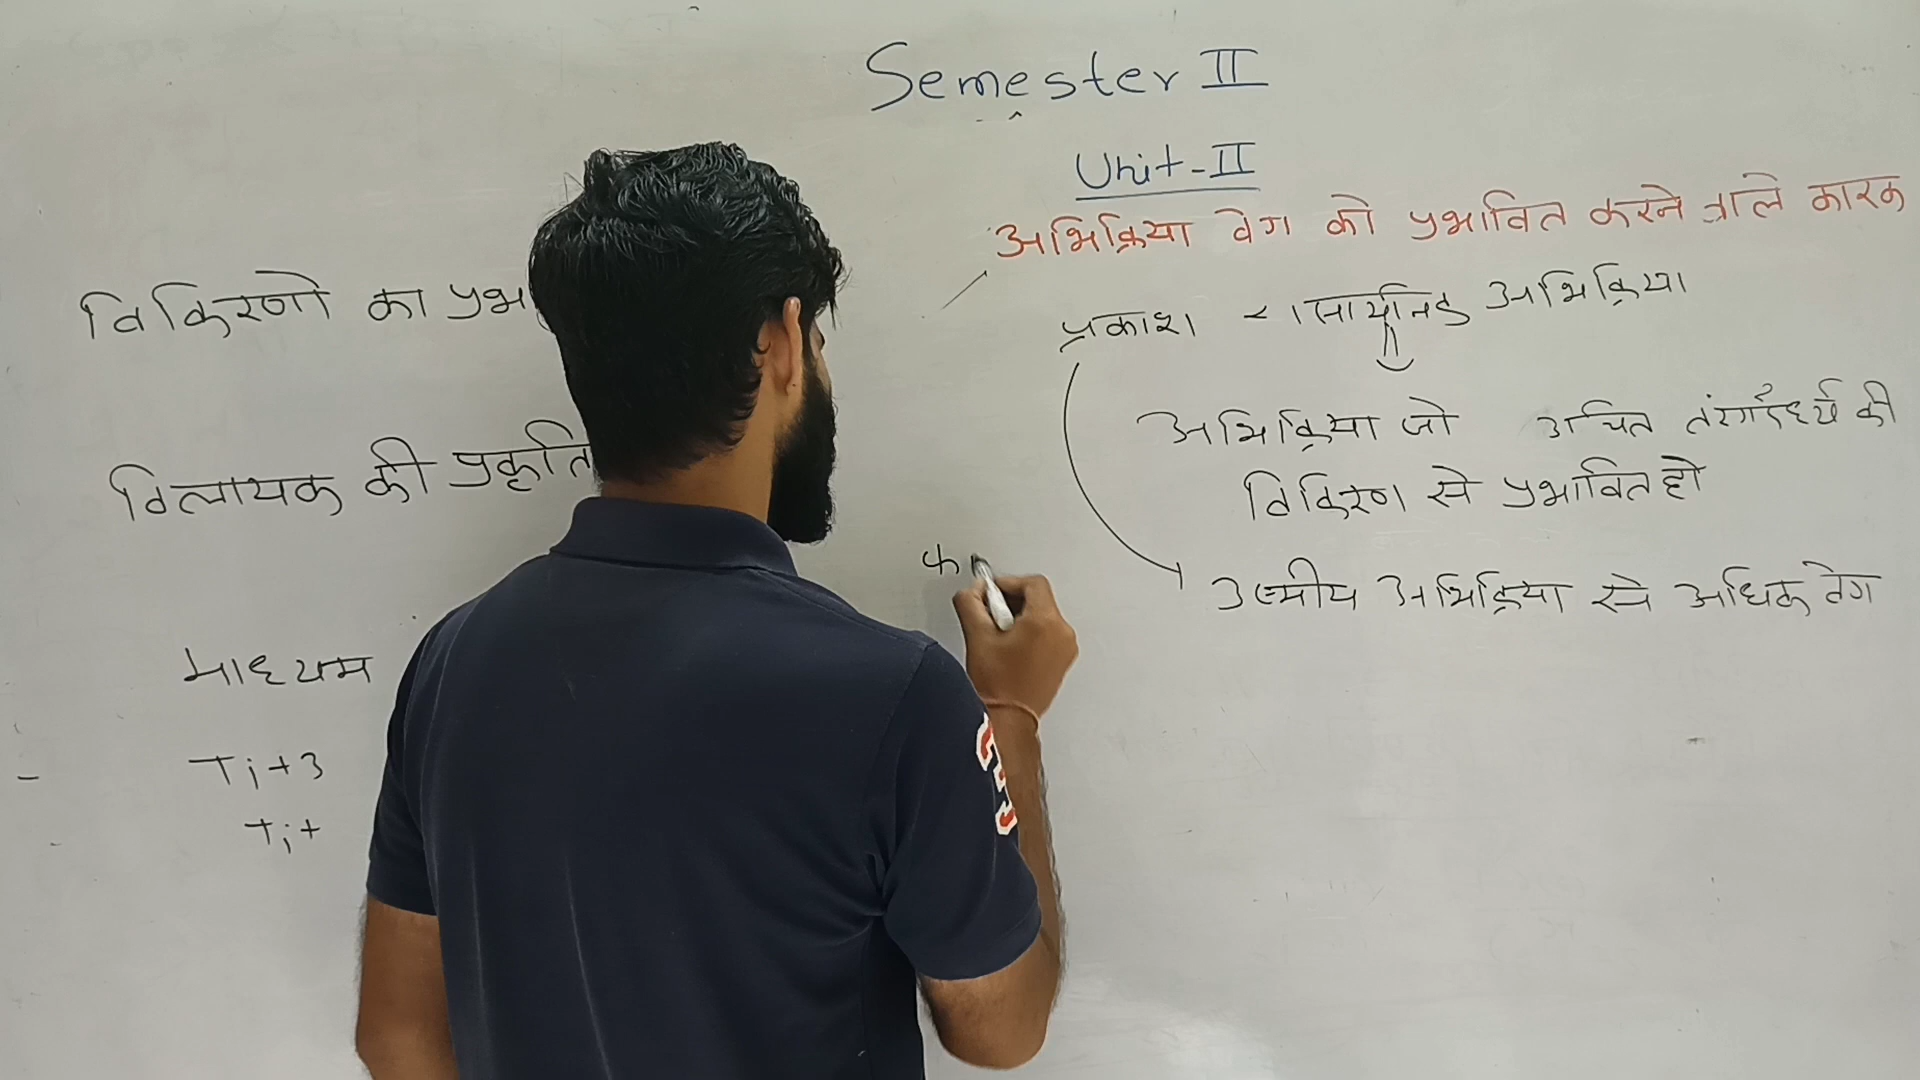 Semester II
Unit-II
अभिक्रिया वेग को प्रभावित करने वाले कारक
विकिरणो का प्रभ
प्रकाश रासायनिक अभिक्रिया
अभिक्रिया जो उचित तरंगदैर्ध्य की
विकिरण से प्रभावित हो
विलायक की प्रकृति
उष्मीय अभिक्रिया से अधिक वेग
माध्यम
Ti+3
Ti+